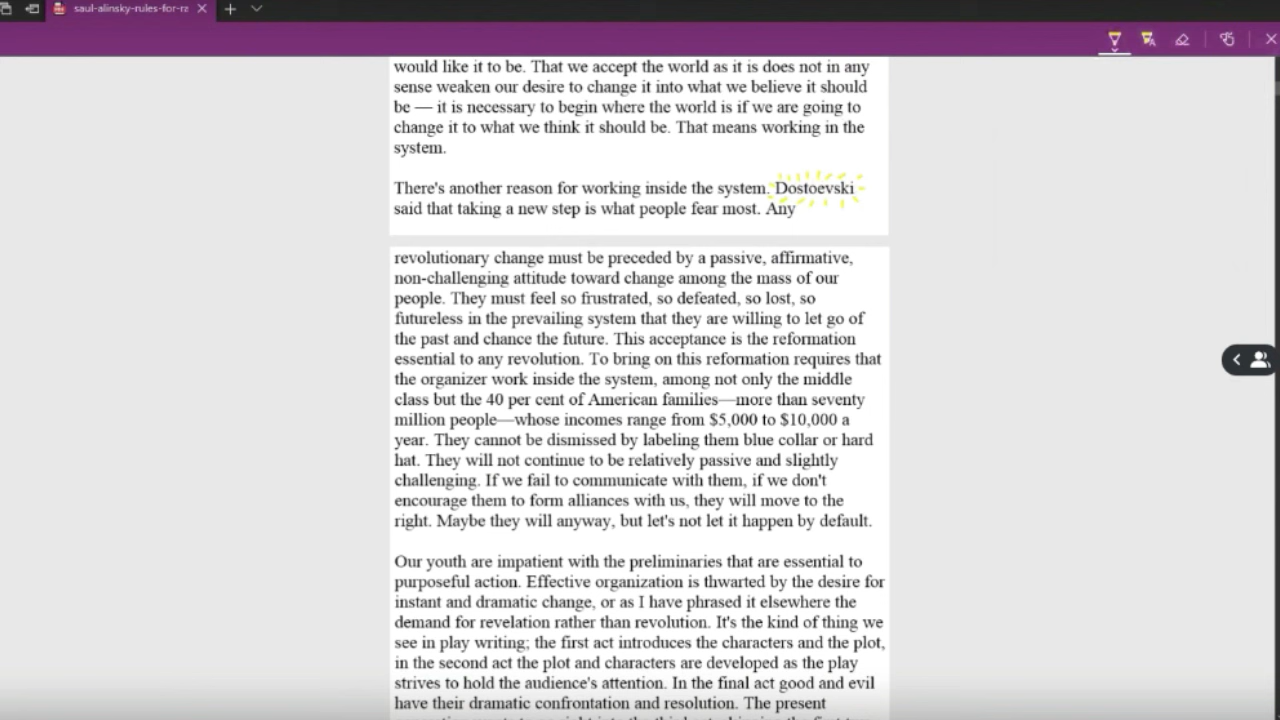 saul-alinsky-rules-for-ra
would like it to be. That we accept the world as it is does not in any
sense weaken our desire to change it into what we believe it should
be — it is necessary to begin where the world is if we are going to
change it to what we think it should be. That means working in the
system.
There's another reason for working inside the system. Dostoevski
said that taking a new step is what people fear most. Any
revolutionary change must be preceded by a passive, affirmative,
non-challenging attitude toward change among the mass of our
people. They must feel so frustrated, so defeated, so lost, so
futureless in the prevailing system that they are willing to let go of
the past and chance the future. This acceptance is the reformation
essential to any revolution. To bring on this reformation requires that
the organizer work inside the system, among not only the middle
class but the 40 per cent of American families—more than seventy
million people—whose incomes range from $5,000 to $10,000 a
year. They cannot be dismissed by labeling them blue collar or hard
hat. They will not continue to be relatively passive and slightly
challenging. If we fail to communicate with them, if we don't
encourage them to form alliances with us, they will move to the
right. Maybe they will anyway, but let's not let it happen by default.
Our youth are impatient with the preliminaries that are essential to
purposeful action. Effective organization is thwarted by the desire for
instant and dramatic change, or as I have phrased it elsewhere the
demand for revelation rather than revolution. It's the kind of thing we
see in play writing; the first act introduces the characters and the plot,
in the second act the plot and characters are developed as the play
strives to hold the audience's attention. In the final act good and evil
have their dramatic confrontation and resolution. The present